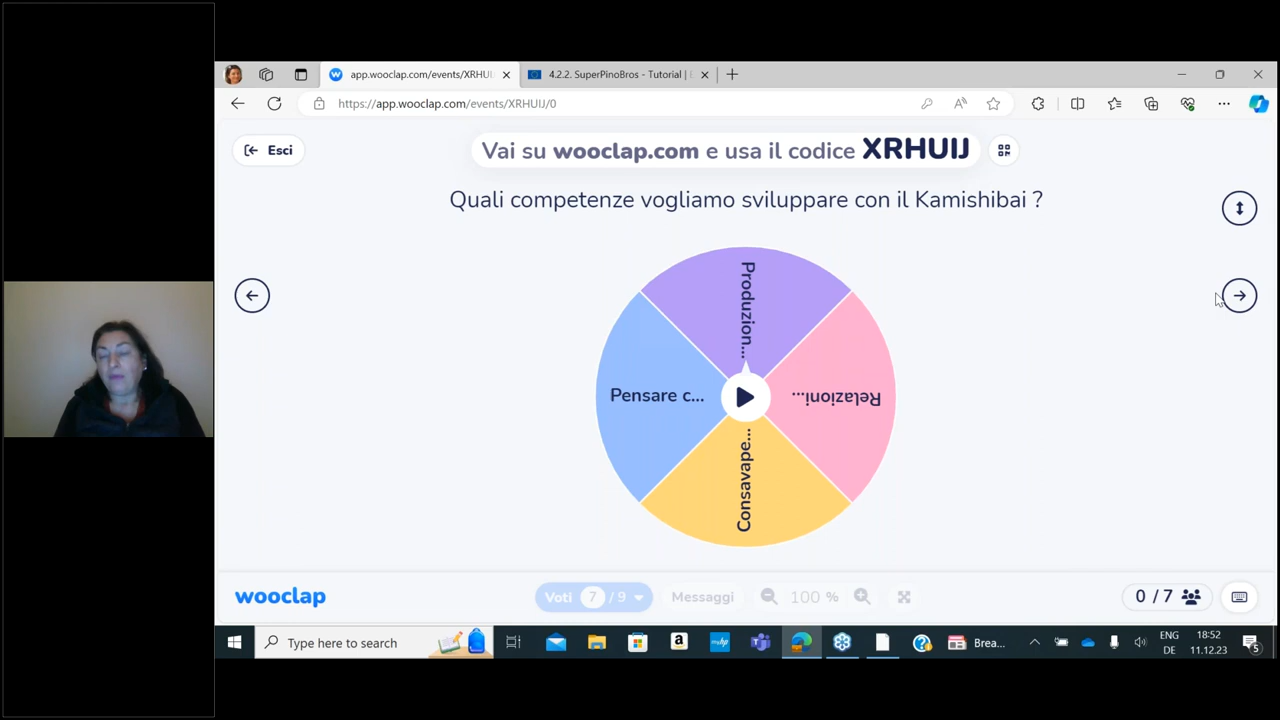 app.wooclap.com/events/XRHUI
4.2.2. SuperPinoBros - Tutorial |
https://app.wooclap.com/events/XRHUIJ/0
Esci
Vai su wooclap.com e usa il codice XRHUIJ
Quali competenze vogliamo sviluppare con il Kamishibai ?
Produzion...
Pensare c...
Relazioni...
Consavape...
wooclap
Voti 7 / 9
Messaggi
100 %
0 / 7
Type here to search
Brea...
ENG
DE
18:52
11.12.23
5